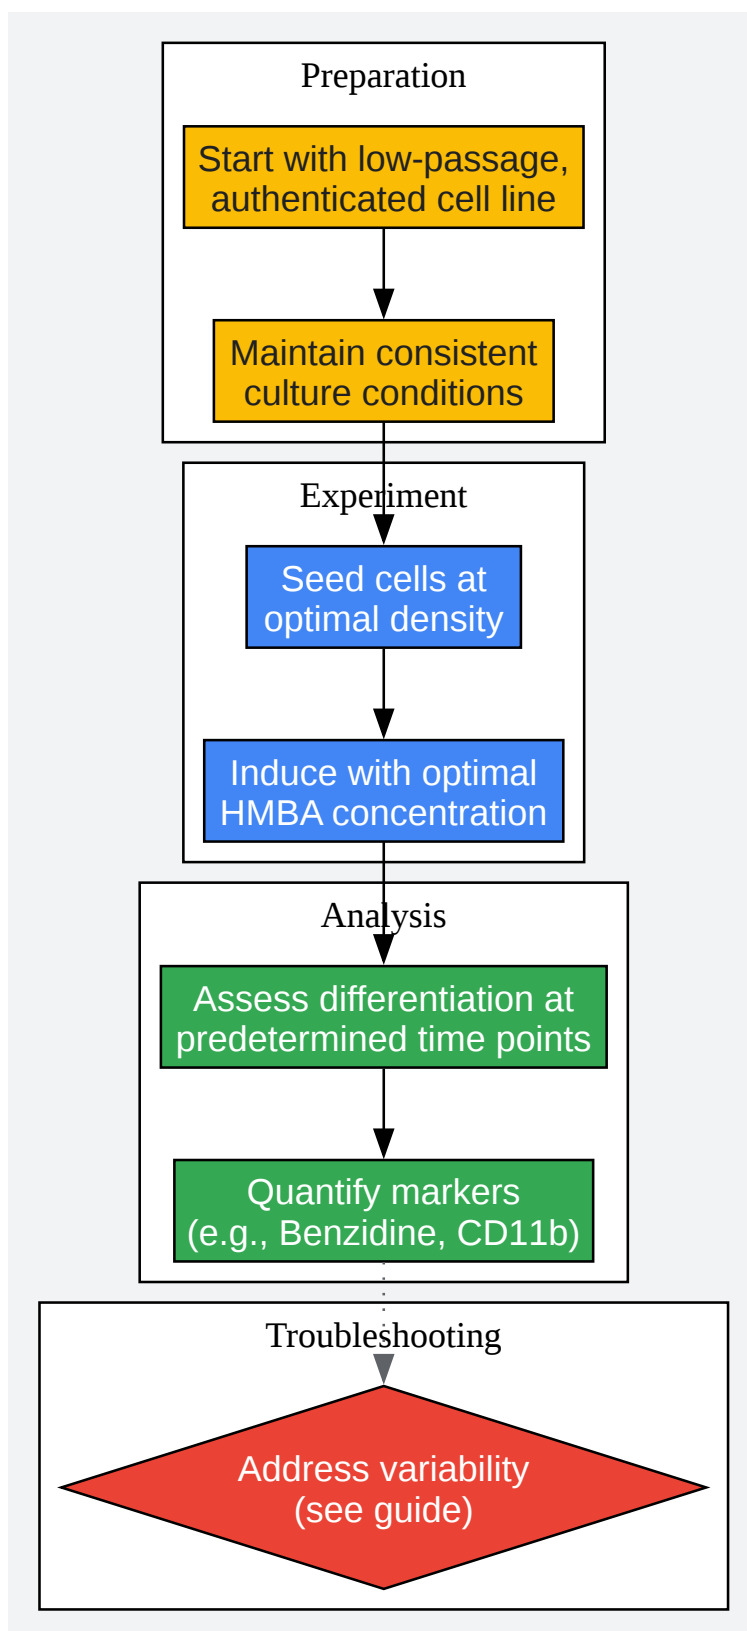 Preparation
Start with low-passage,
authenticated cell line
Maintain consistent
culture conditions
Experiment
Seed cells at
optimal density
Induce with optimal
HMBA concentration
Analysis
Assess differentiation at
predetermined time points
Quantify markers
(e.g., Benzidine, CD11b)
Troubleshooting
Address variability
(see guide)